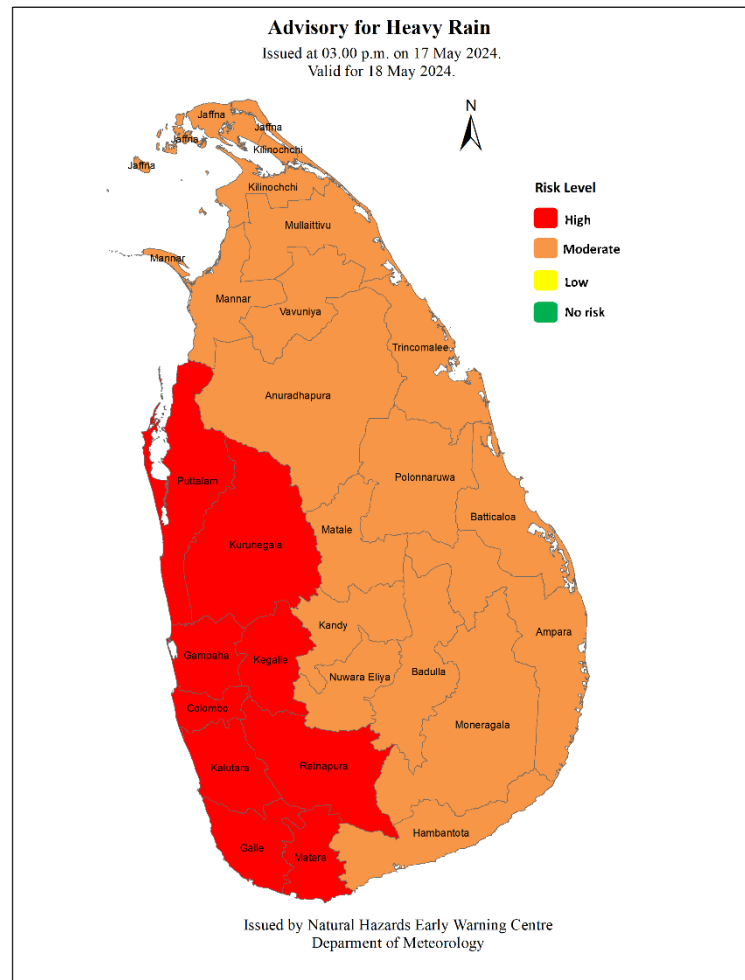 Advisory for Heavy Rain
Issued at 03.00 p.m. on 17 May 2024.
Valid for 18 May 2024.
N
Jaffna
Jaffna
Jaffna
Kilinochchi
Jaffna
Kilinochchi
Risk Level
High
Mullaittivu
Moderate
Mannar
Low
Mannar
Vavuniya
No risk
Trincomalee
Anuradhapura
Puttalam
Polonnaruwa
Batticaloa
Matale
Kurunegala
Kandy
Ampara
Gampaha
Kegalle
Nuwara Eliya
Badulla
Colombo
Moneragala
Kalutara
Ratnapura
Hambantota
Galle
Matara
Issued by Natural Hazards Early Warning Centre
Deparment of Meteorology